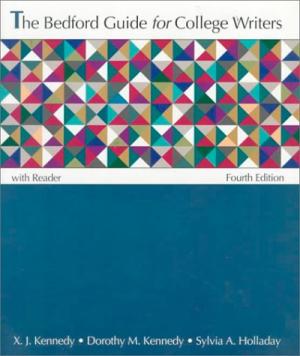 The Bedford Guide for College Writers
with Reader
Fourth Edition
X. J. Kennedy • Dorothy M. Kennedy • Sylvia A. Holladay